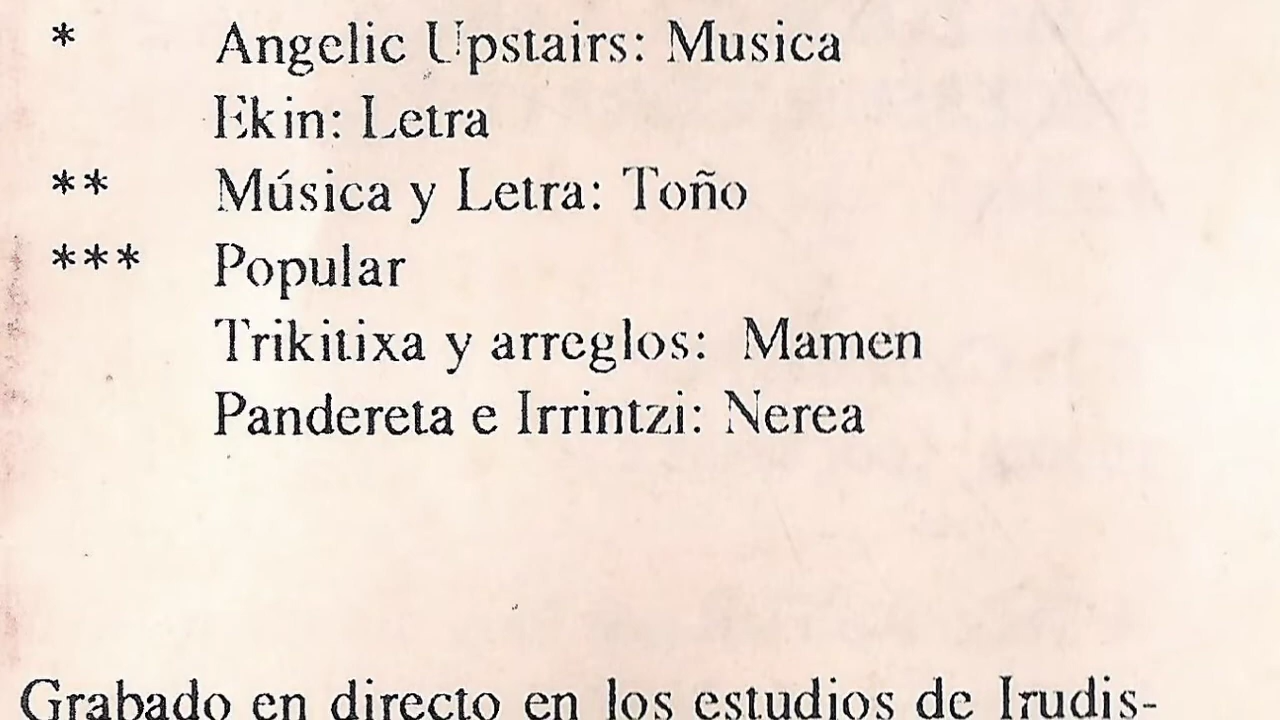 * Angelic Upstairs: Musica
Ekin: Letra
** Música y Letra: Toño
*** Popular
Trikitixa y arreglos: Mamen
Pandereta e Irrintzi: Nerea
Grabado en directo en los estudios de Irudis-